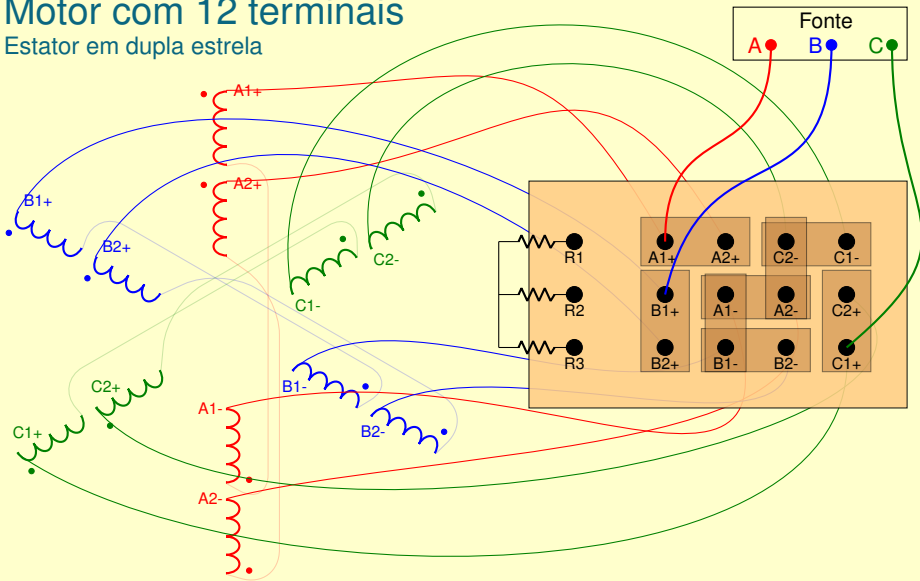 Motor com 12 terminais
Estator em dupla estrela
Fonte
A B C
A1+
A2+
B1+
B2+
C2-
C1-
R1 A1+ A2+ C2- C1-
R2 B1+ A1- A2- C2+
R3 B2+ B1- B2- C1+
B1-
C2+
A1-
C1+
B2-
A2-